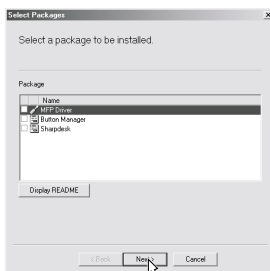 Select Packages
Select a package to be installed.
Package
Name
MFP Driver
Button Manager
Sharpdesk
Display README
< Back
Next >
Cancel